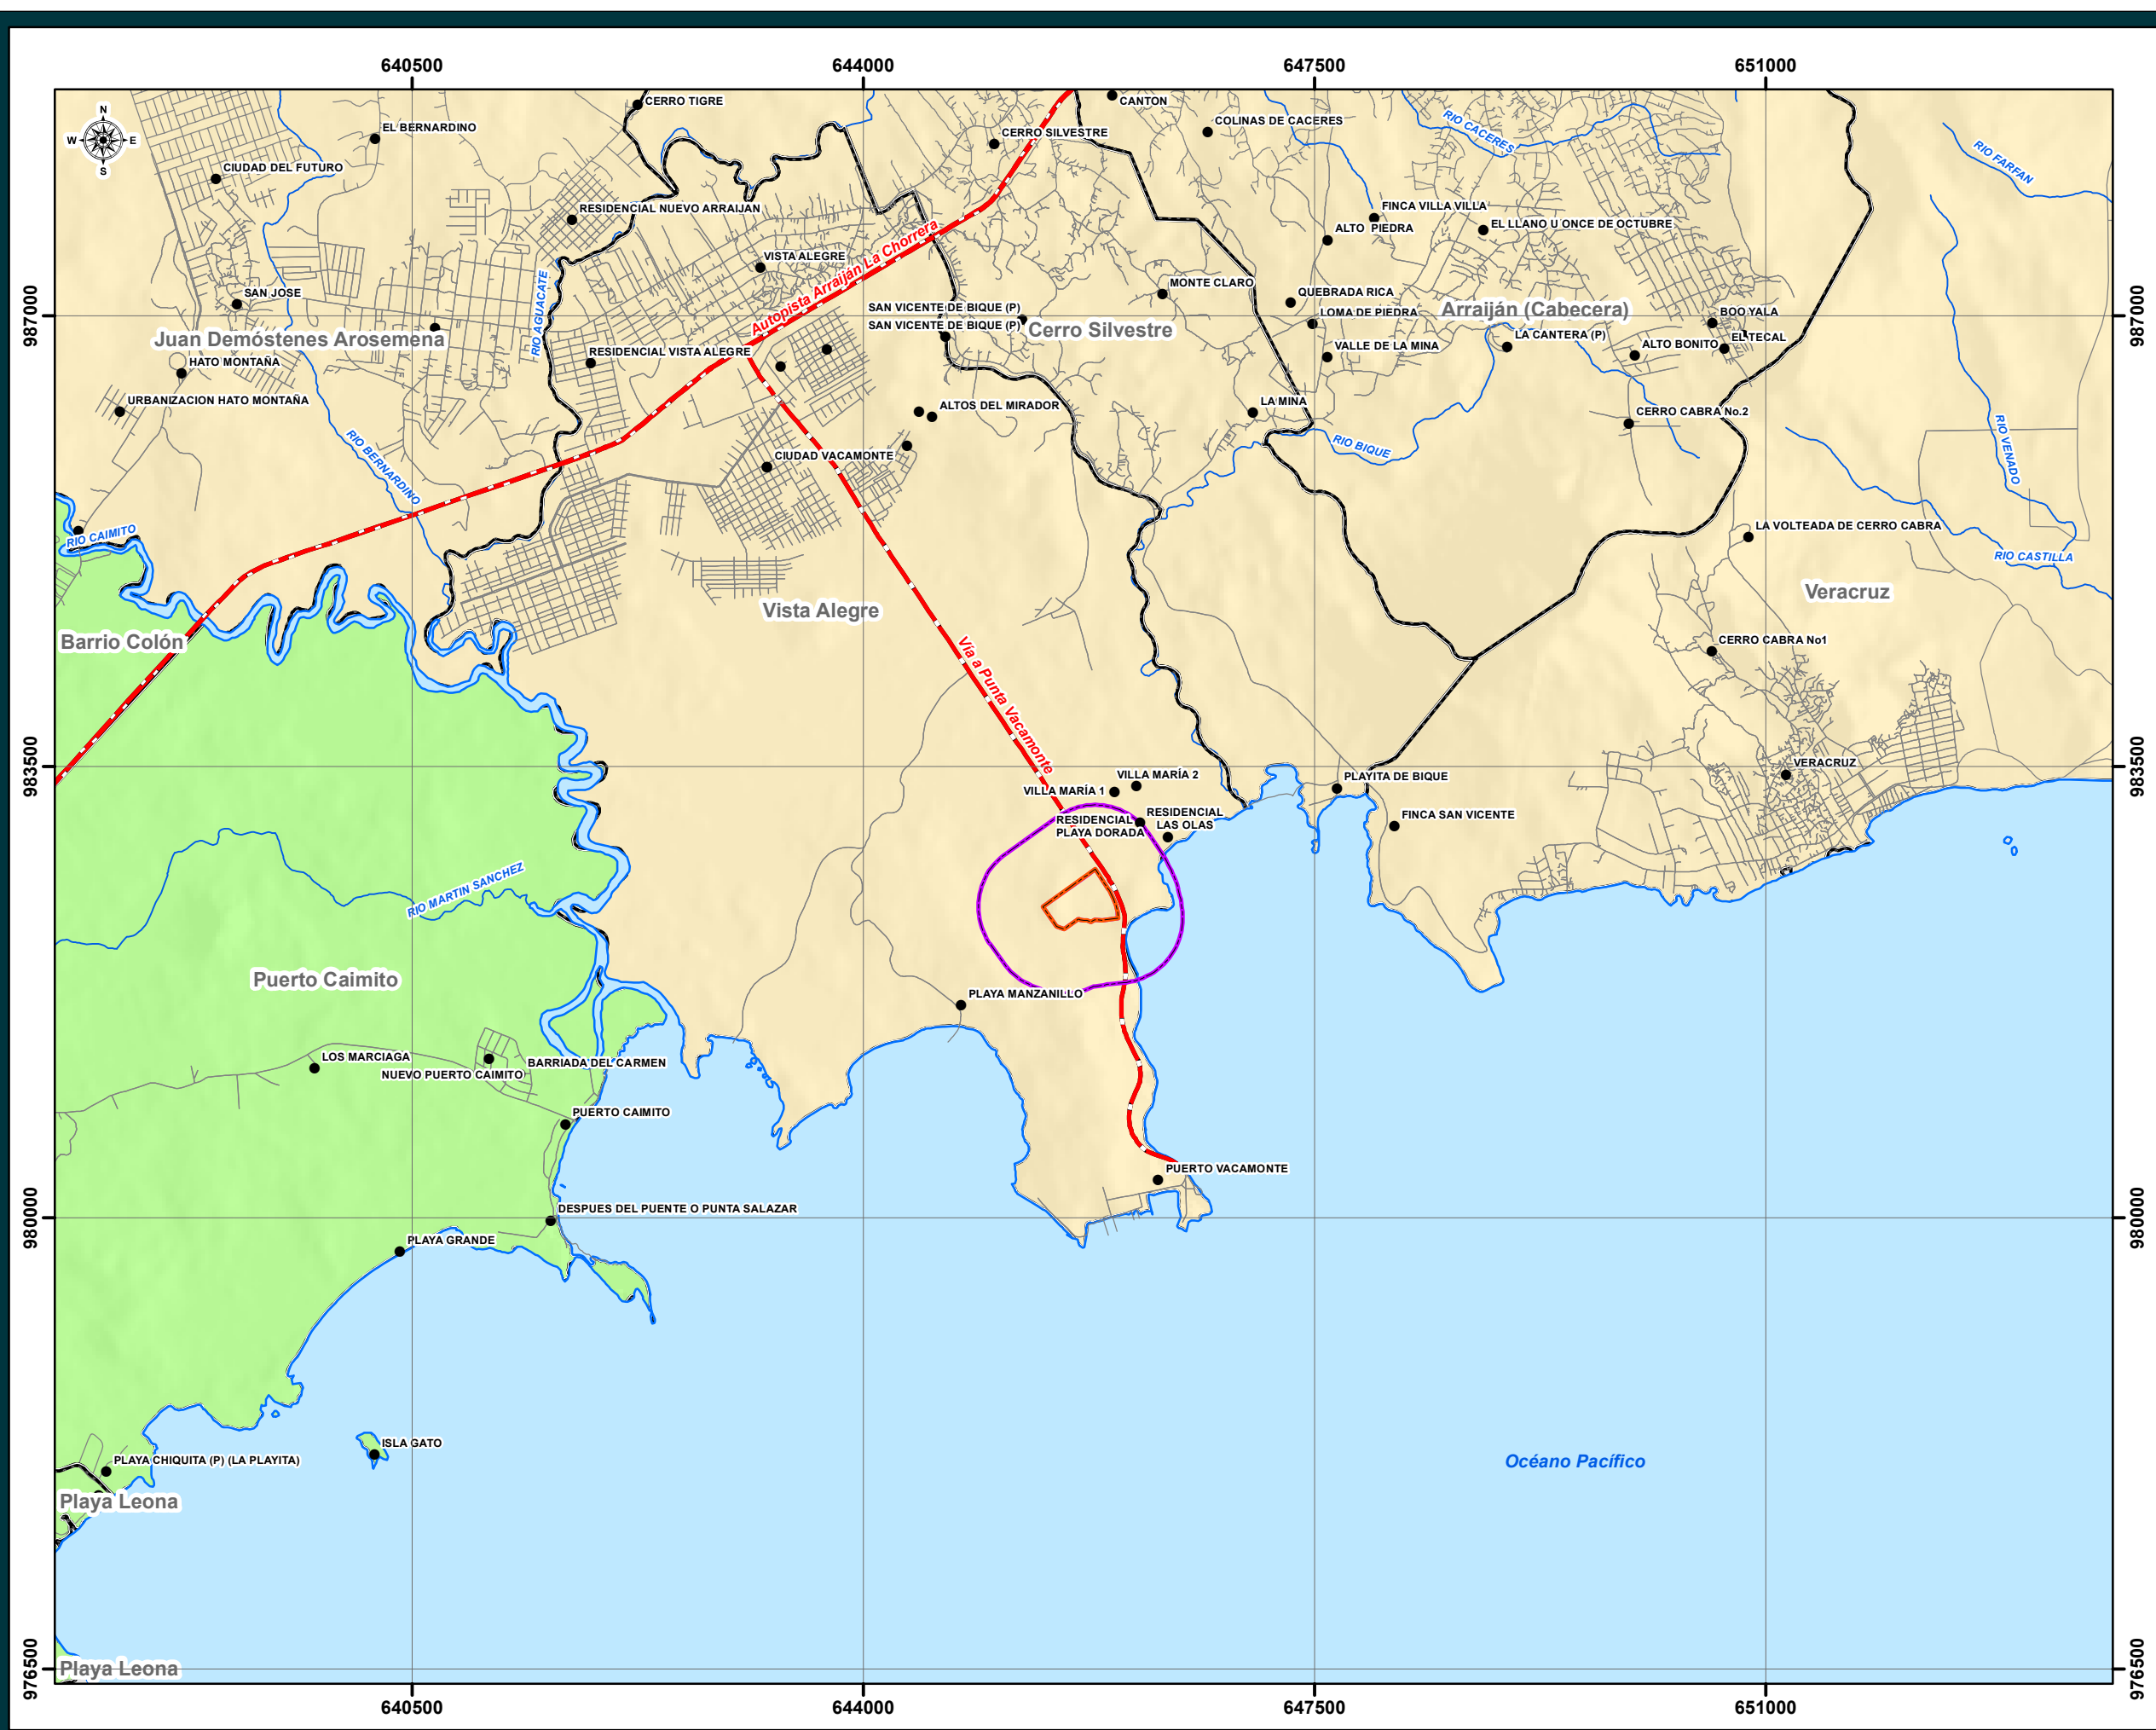 640500
644000
647500
651000
N
W
E
S
CERRO TIGRE
CANTON
EL BERNARDINO
CERRO SILVESTRE
COLINAS DE CACERES
RIO CACERES
RIO FARFAN
CIUDAD DEL FUTURO
RESIDENCIAL NUEVO ARRAIJAN
FINCA VILLA VILLA
ALTO PIEDRA
EL LLANO U ONCE DE OCTUBRE
VISTA ALEGRE
Autopista Arraiján La Chorrera
RIO AGUACATE
SAN JOSE
MONTE CLARO
QUEBRADA RICA
SAN VICENTE DE BIQUE (P)
SAN VICENTE DE BIQUE (P)
LOMA DE PIEDRA
BOO YALA
Arraiján (Cabecera)
987000
987000
Juan Demóstenes Arosemena
Cerro Silvestre
LA CANTERA (P)
EL TECAL
ALTO BONITO
VALLE DE LA MINA
RESIDENCIAL VISTA ALEGRE
HATO MONTAÑA
URBANIZACION HATO MONTAÑA
ALTOS DEL MIRADOR
LA MINA
CERRO CABRA No.2
RIO BIQUE
RIO VENADO
RIO BERNARDINO
CIUDAD VACAMONTE
LA VOLTEADA DE CERRO CABRA
RIO CAIMITO
RIO CASTILLA
Veracruz
Vista Alegre
Barrio Colón
CERRO CABRA No1
Vía a Punta Vacamonte
983500
983500
VERACRUZ
VILLA MARÍA 2
PLAYITA DE BIQUE
VILLA MARÍA 1
RESIDENCIAL
LAS OLAS
RESIDENCIAL
PLAYA DORADA
FINCA SAN VICENTE
RIO MARTIN SANCHEZ
Puerto Caimito
PLAYA MANZANILLO
LOS MARCIAGA
BARRIADA DEL CARMEN
NUEVO PUERTO CAIMITO
PUERTO CAIMITO
PUERTO VACAMONTE
DESPUES DEL PUENTE O PUNTA SALAZAR
980000
980000
PLAYA GRANDE
ISLA GATO
PLAYA CHIQUITA (P) (LA PLAYITA)
Océano Pacífico
Playa Leona
Playa Leona
976500
976500
640500
644000
647500
651000